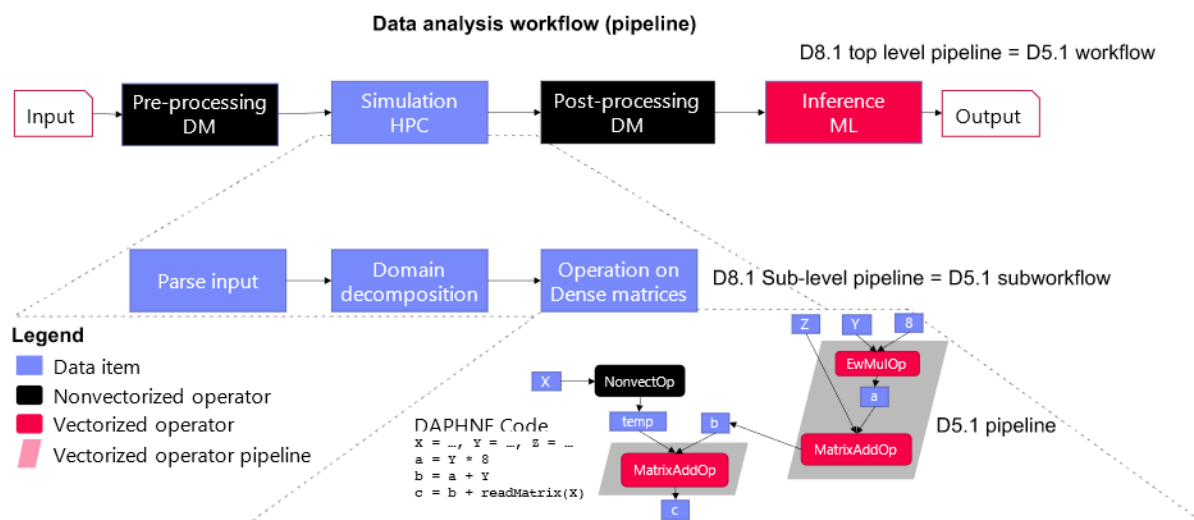 Data analysis workflow (pipeline)
D8.1 top level pipeline = D5.1 workflow
Input
Pre-processing
DM
Simulation
HPC
Post-processing
DM
Inference
ML
Output
Parse input
Domain
decomposition
Operation on
Dense matrices
D8.1 Sub-level pipeline = D5.1 subworkflow
Legend
Data item
Nonvectorized operator
Vectorized operator
Vectorized operator pipeline
Z
Y
8
EwMulOp
a
MatrixAddOp
D5.1 pipeline
X
NonvectOp
temp
b
MatrixAddOp
c
DAPHNE Code
X = …, Y = …, Z = …
a = Y * 8
b = a + Y
c = b + readMatrix(X)